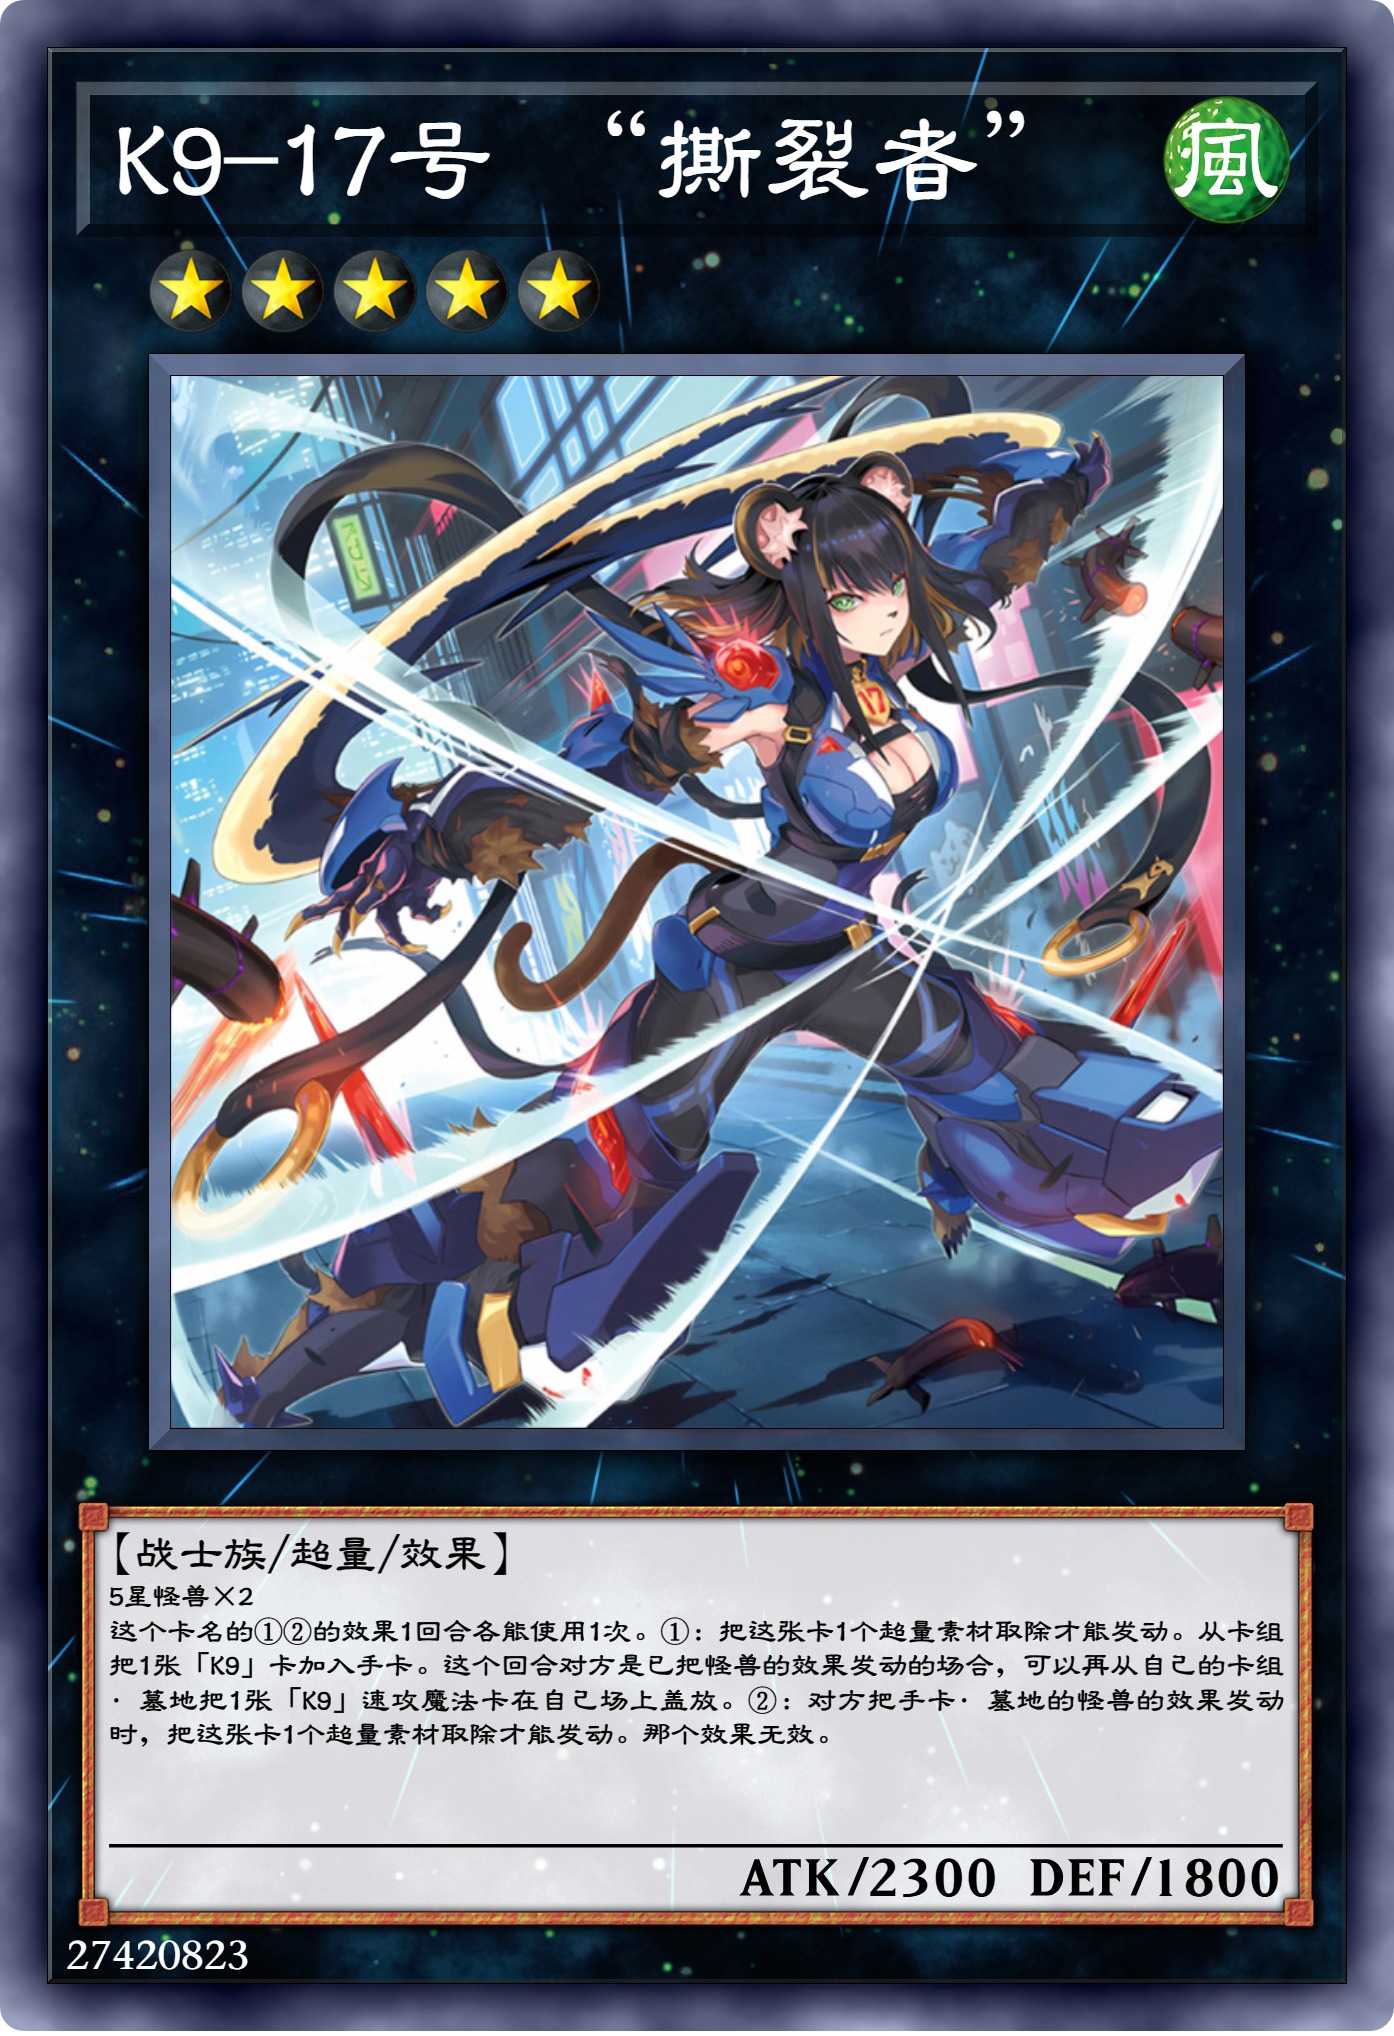 K9-17号 “撕裂者”
風
17
【战士族/超量/效果】
5星怪兽×2
这个卡名的①②的效果1回合各能使用1次。①：把这张卡1个超量素材取除才能发动。从卡组
把1张「K9」卡加入手卡。这个回合对方是已把怪兽的效果发动的场合，可以再从自己的卡组
·墓地把1张「K9」速攻魔法卡在自己场上盖放。②：对方把手卡·墓地的怪兽的效果发动
时，把这张卡1个超量素材取除才能发动。那个效果无效。
ATK/2300 DEF/1800
27420823